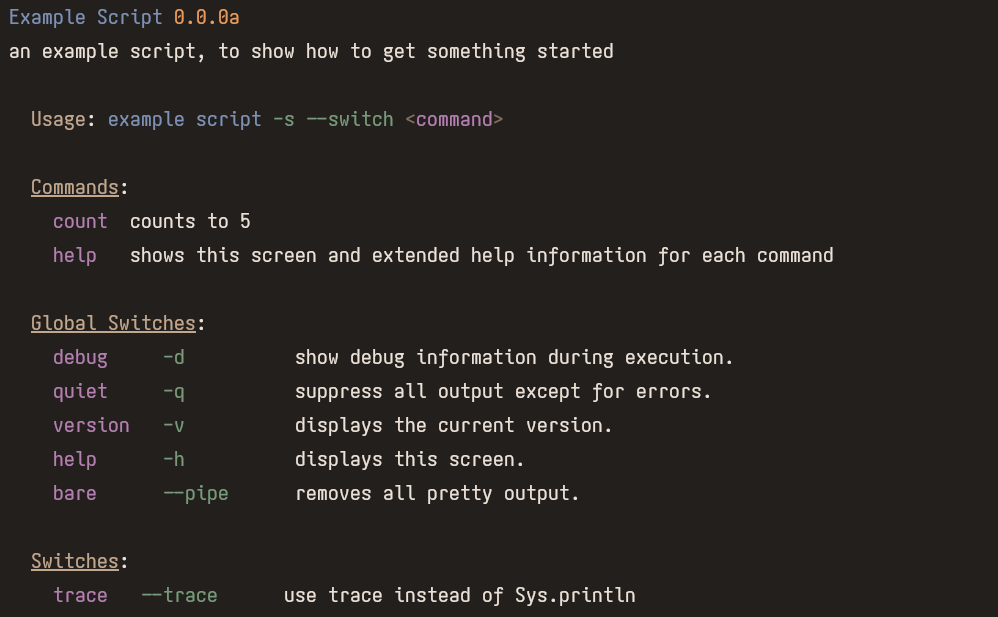 Example Script 0.0.0a
an example script, to show how to get something started
Usage: example script -s --switch <command>
Commands:
count counts to 5
help shows this screen and extended help information for each command
Global Switches:
debug -d show debug information during execution.
quiet -q suppress all output except for errors.
version -v displays the current version.
help -h displays this screen.
bare --pipe removes all pretty output.
Switches:
trace --trace use trace instead of Sys.println